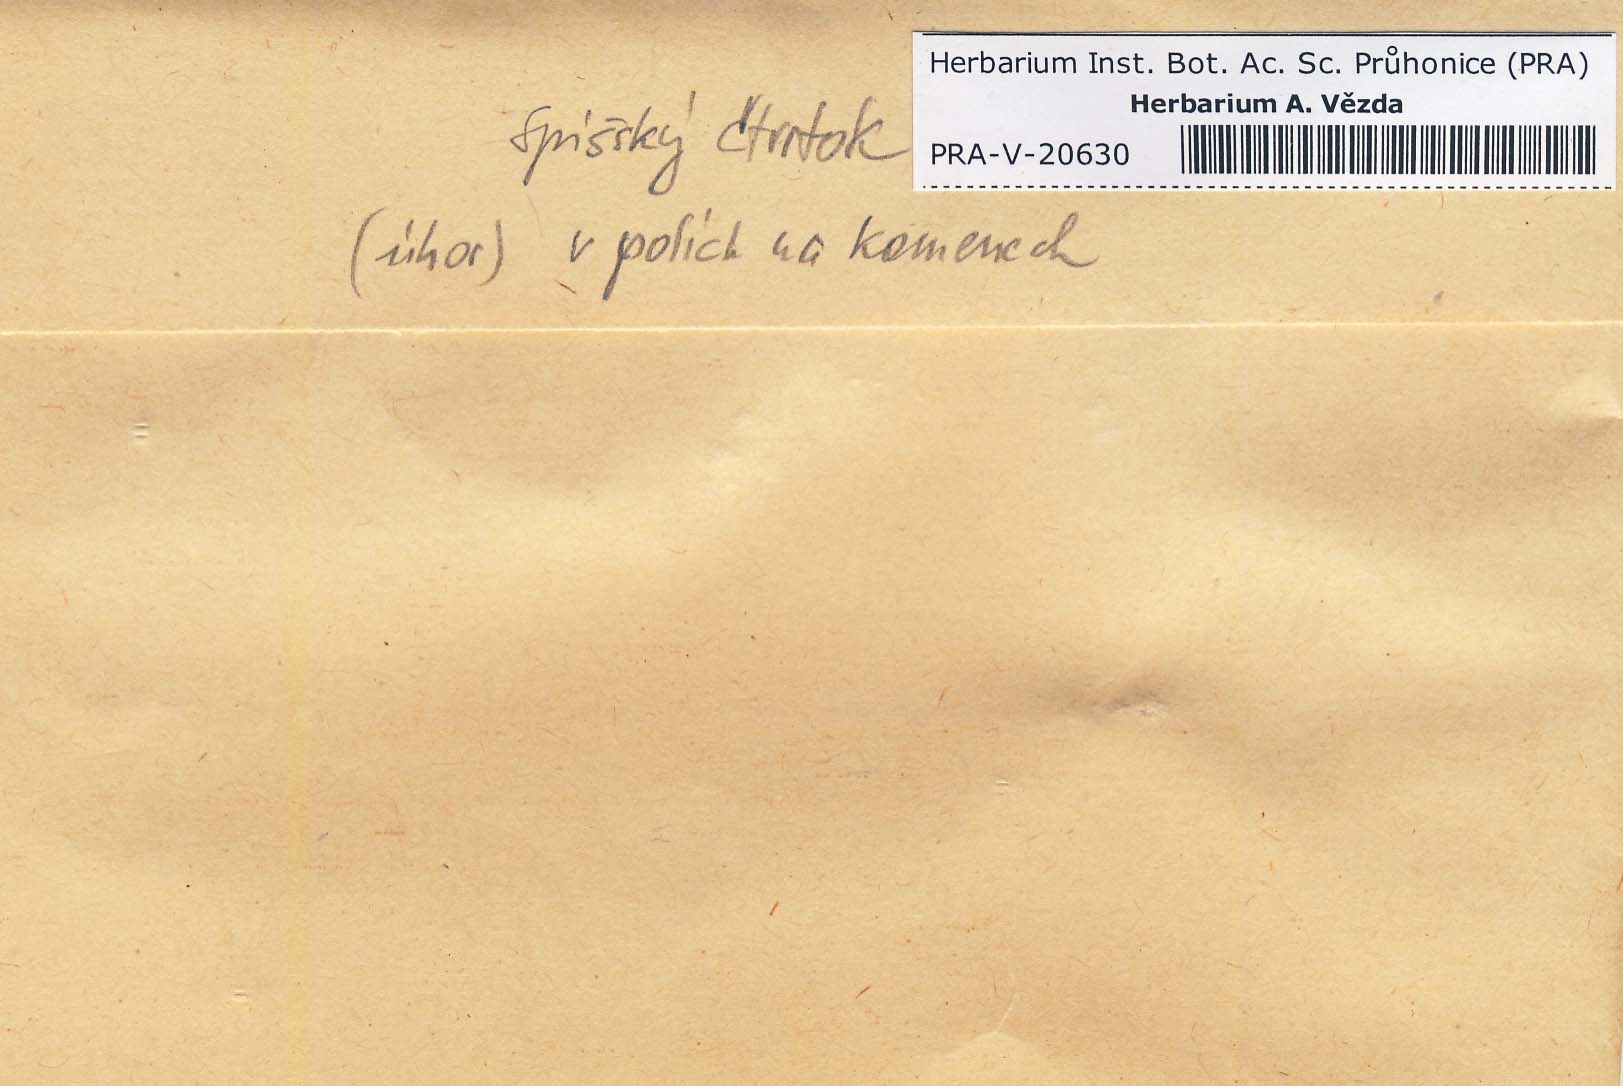 Herbarium Inst. Bot. Ac. Sc. Průhonice (PRA)
Herbarium A. Vězda
PRA-V-20630
Spišský čtvrtok
(úhor) v polích na kamenech